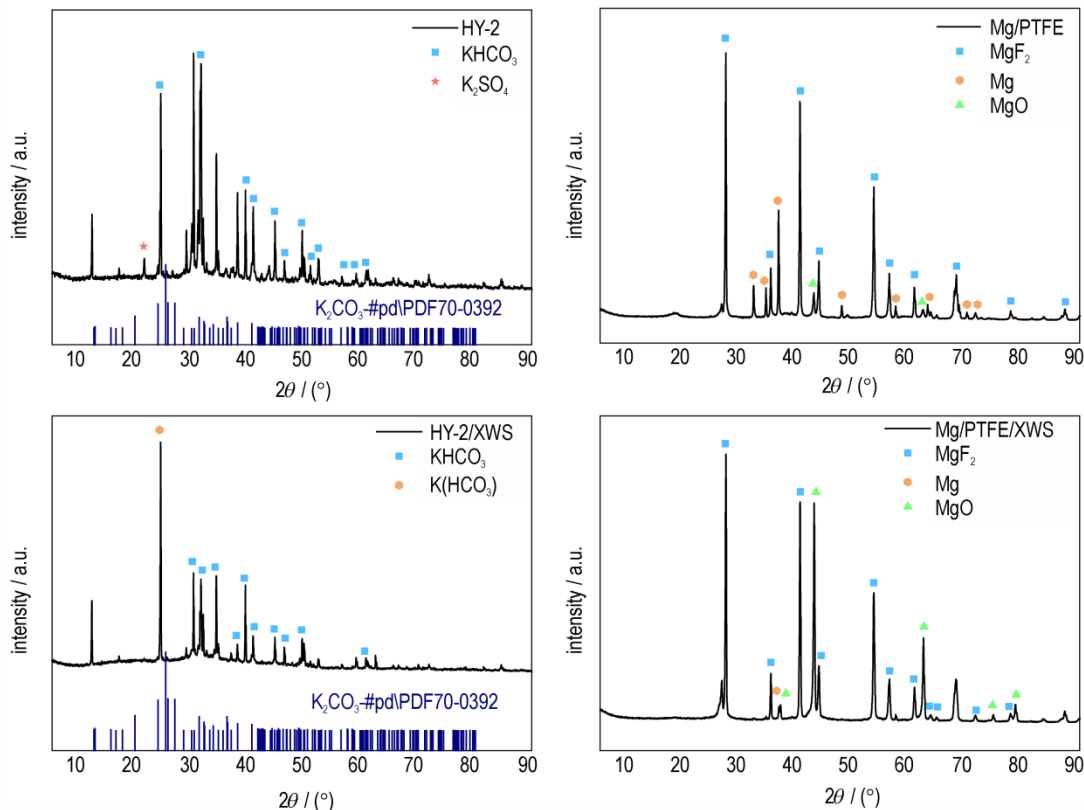 HY-2
KHCO₃
K₂SO₄
intensity / a.u.
K₂CO₃-#pd\PDF70-0392
10 20 30 40 50 60 70 80 90
2θ / (°)
Mg/PTFE
MgF₂
Mg
MgO
intensity / a.u.
10 20 30 40 50 60 70 80 90
2θ / (°)
HY-2/XWS
KHCO₃
K(HCO₃)
intensity / a.u.
K₂CO₃-#pd\PDF70-0392
10 20 30 40 50 60 70 80 90
2θ / (°)
Mg/PTFE/XWS
MgF₂
Mg
MgO
intensity / a.u.
10 20 30 40 50 60 70 80 90
2θ / (°)